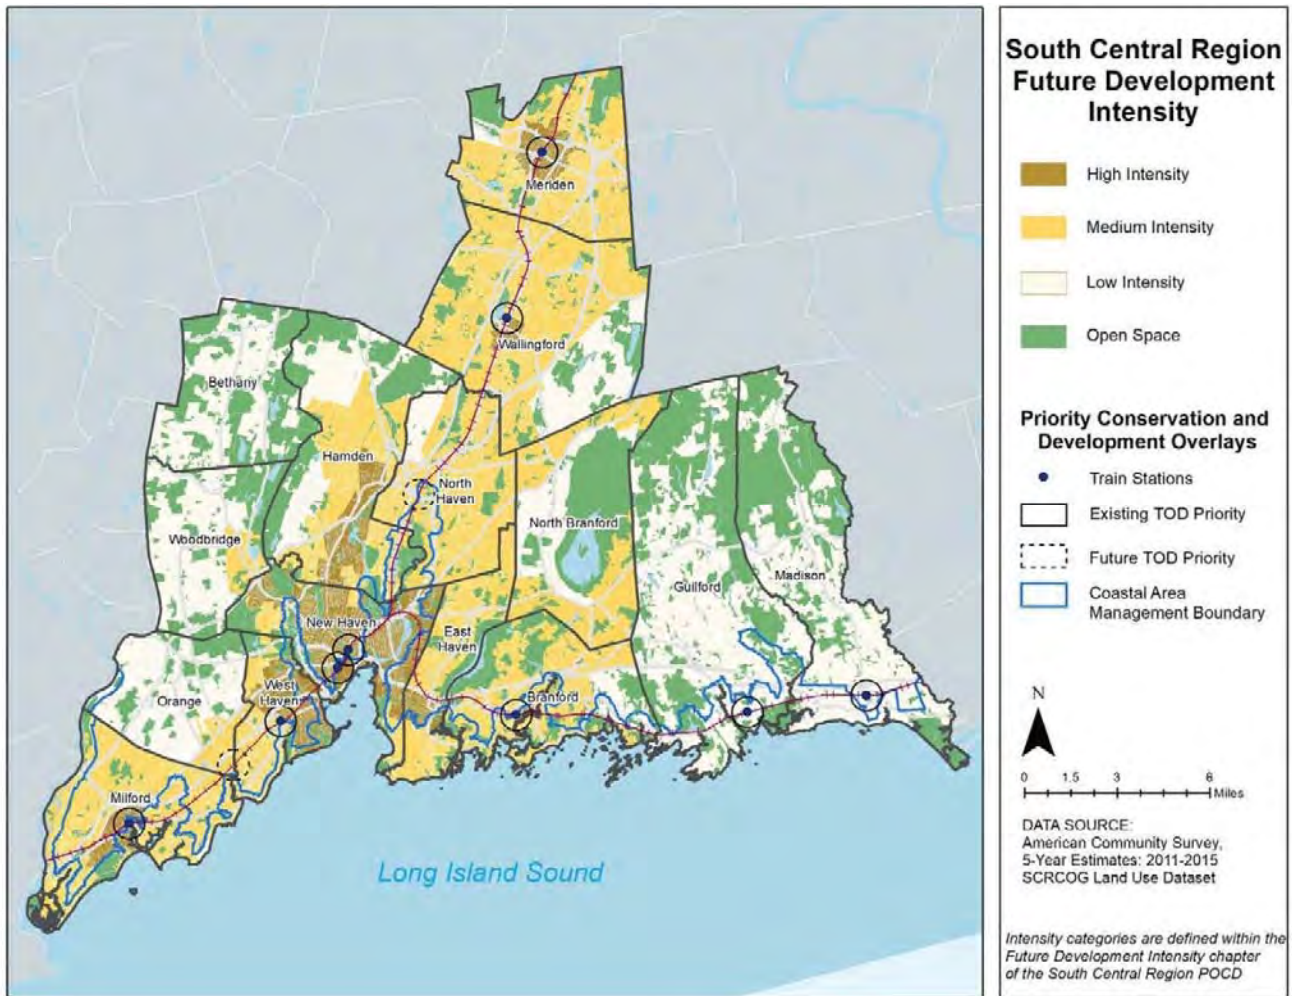 South Central Region
Future Development
Intensity
High Intensity
Medium Intensity
Low Intensity
Open Space
Priority Conservation and
Development Overlays
Train Stations
Existing TOD Priority
Future TOD Priority
Coastal Area
Management Boundary
N
0 1.5 3 6
Miles
DATA SOURCE:
American Community Survey,
5-Year Estimates: 2011-2015
SCRCOG Land Use Dataset
Intensity categories are defined within the
Future Development Intensity chapter
of the South Central Region POCD
Meriden
Wallingford
Bethany
Hamden
North
Haven
Woodbridge
North Branford
Guilford
Madison
New Haven
East
Haven
West
Haven
Orange
Branford
Milford
Long Island Sound